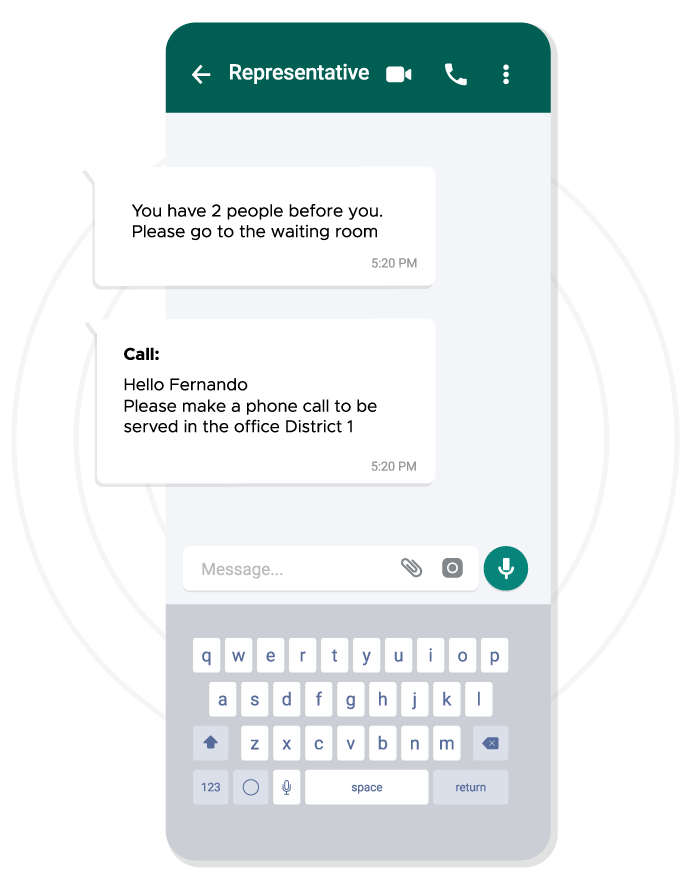 Representative
You have 2 people before you.
Please go to the waiting room
5:20 PM
Call:
Hello Fernando
Please make a phone call to be
served in the office District 1
5:20 PM
Message...
q w e r t y u i o p
a s d f g h j k l
z x c v b n m
123 space return